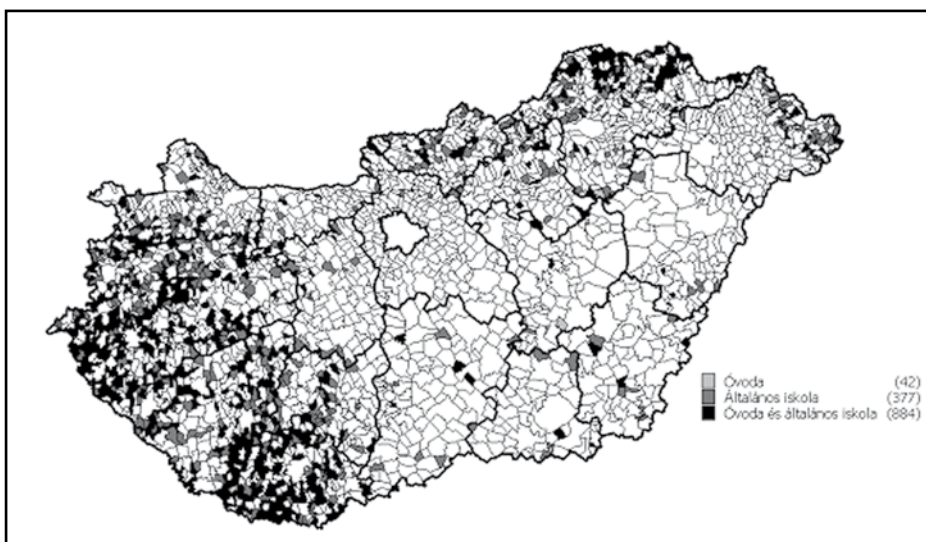 Óvoda (42)
Általános iskola (377)
Óvoda és általános iskola (884)